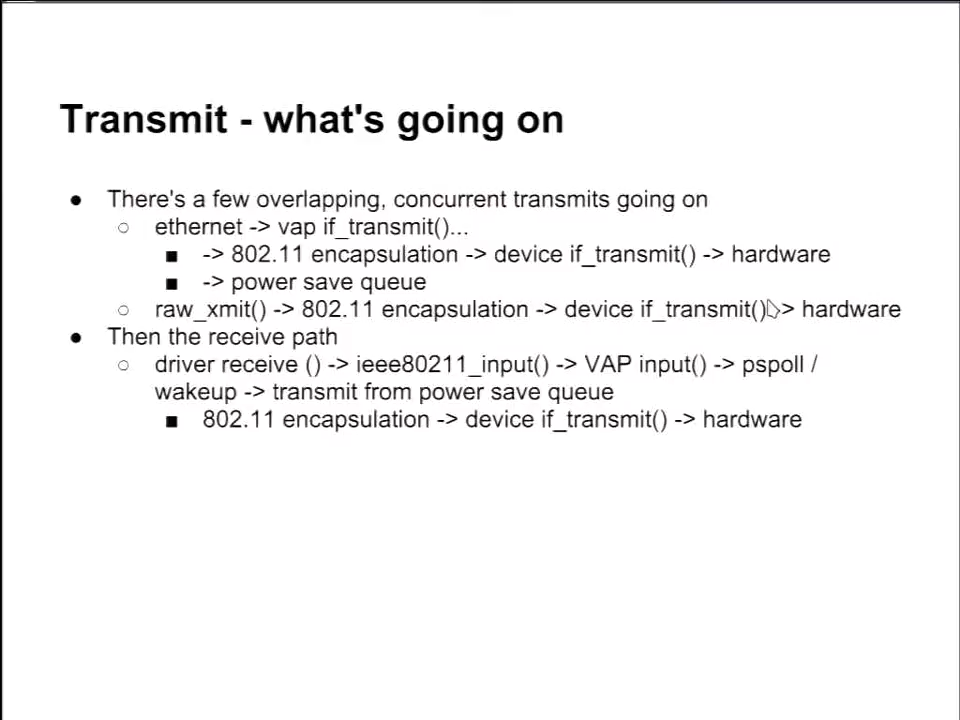 Transmit - what's going on
● There's a few overlapping, concurrent transmits going on
○ ethernet -> vap if_transmit()...
■ -> 802.11 encapsulation -> device if_transmit() -> hardware
■ -> power save queue
○ raw_xmit() -> 802.11 encapsulation -> device if_transmit() -> hardware
● Then the receive path
○ driver receive () -> ieee80211_input() -> VAP input() -> pspoll /
wakeup -> transmit from power save queue
■ 802.11 encapsulation -> device if_transmit() -> hardware